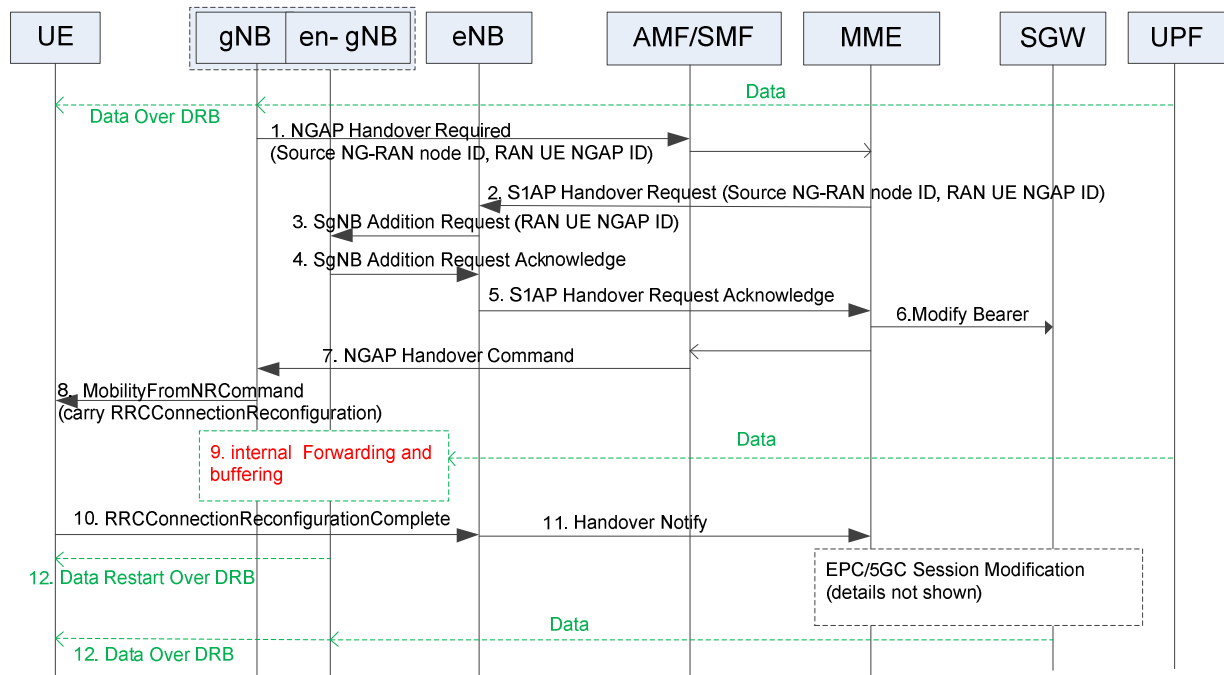 UE
gNB
en- gNB
eNB
AMF/SMF
MME
SGW
UPF
Data
Data Over DRB
1. NGAP Handover Required
(Source NG-RAN node ID, RAN UE NGAP ID)
2. S1AP Handover Request (Source NG-RAN node ID, RAN UE NGAP ID)
3. SgNB Addition Request (RAN UE NGAP ID)
4. SgNB Addition Request Acknowledge
5. S1AP Handover Request Acknowledge
6.Modify Bearer
7. NGAP Handover Command
8. MobilityFromNRCommand
(carry RRCConnectionReconfiguration)
9. internal Forwarding and
buffering
Data
10. RRCConnectionReconfigurationComplete
11. Handover Notify
12. Data Restart Over DRB
EPC/5GC Session Modification
(details not shown)
Data
12. Data Over DRB